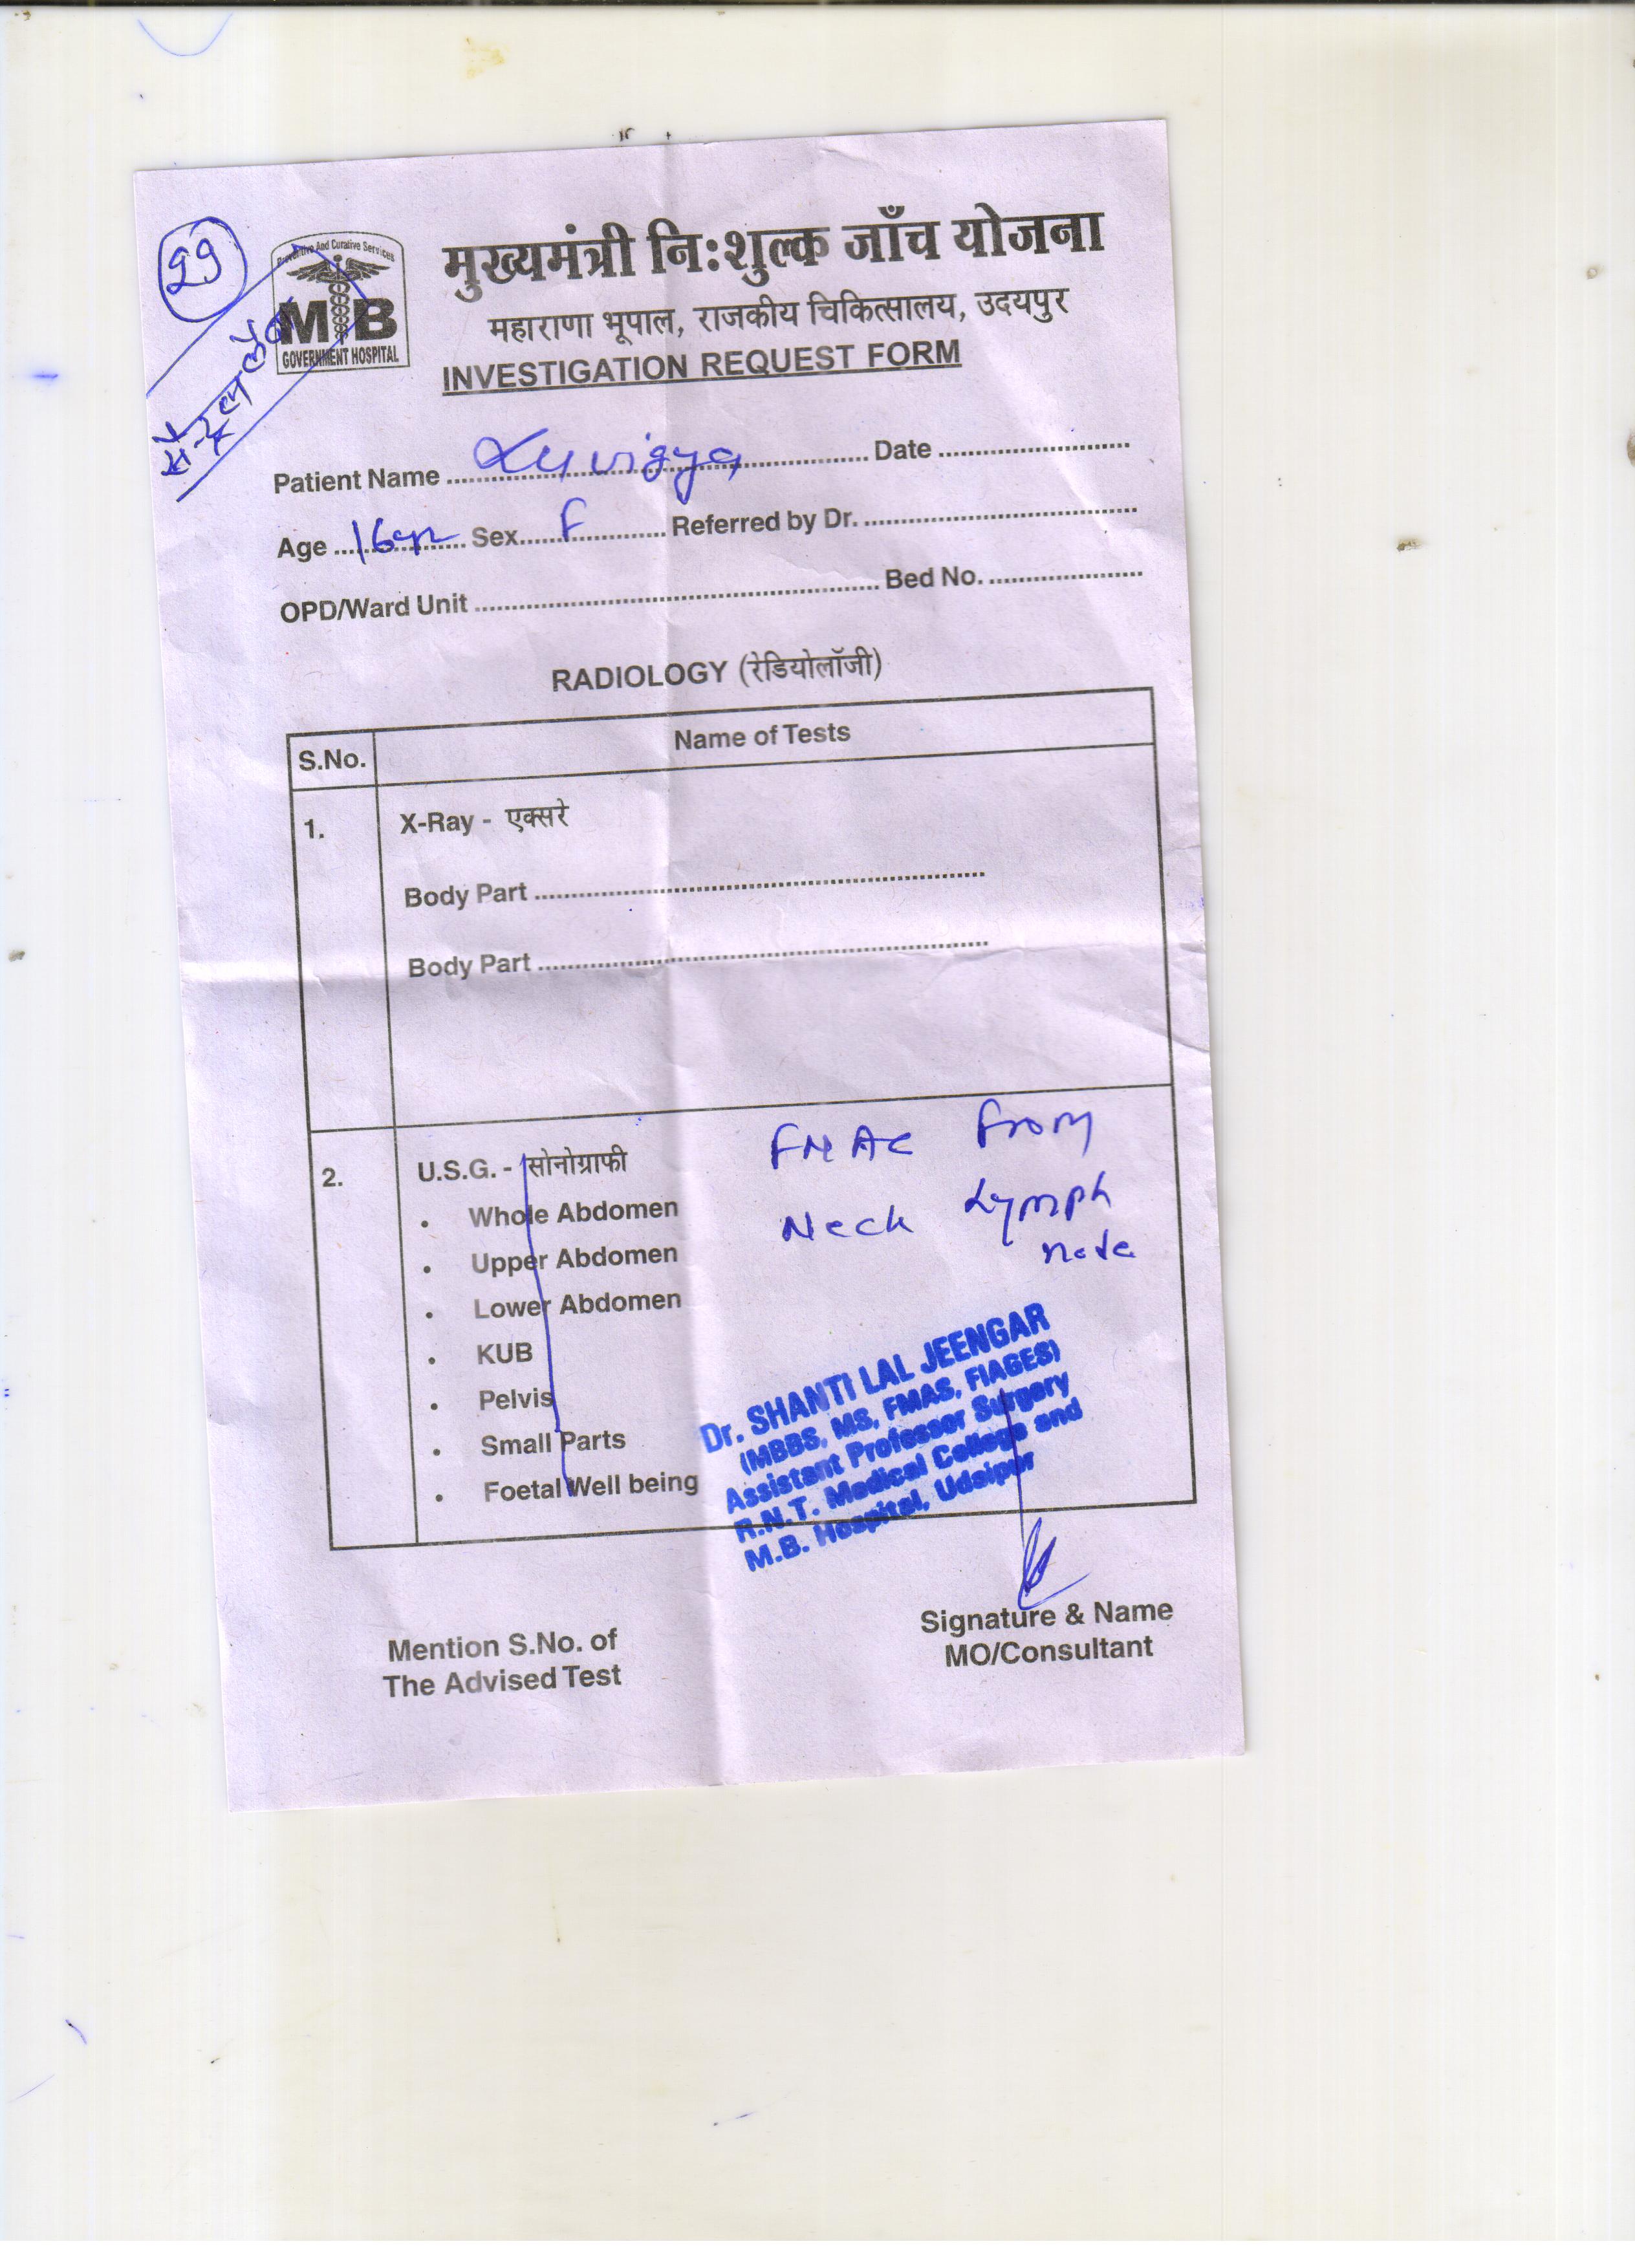 29
सेन्ट्रल लैब
Preventive And Curative Services
MB
GOVERNMENT HOSPITAL
मुख्यमंत्री निःशुल्क जाँच योजना
महाराणा भूपाल, राजकीय चिकित्सालय, उदयपुर
INVESTIGATION REQUEST FORM
Patient Name ........ Date ........
Age ... 16yr ... Sex ... F ... Referred by Dr. ........
OPD/Ward Unit ........ Bed No. ........
RADIOLOGY (रेडियोलॉजी)
S.No. Name of Tests
1. X-Ray - एक्सरे
Body Part ........
Body Part ........
2. U.S.G. - सोनोग्राफी
• Whole Abdomen
• Upper Abdomen
• Lower Abdomen
• KUB
• Pelvis
• Small Parts
• Foetal Well being
FNAC From
Neck Lymph
node
Dr. SHANTI LAL JEENGAR
(MBBS, MS, FMAS, FIAGES)
Assistant Professor Surgery
R.N.T. Medical College and
M.B. Hospital, Udaipur
Mention S.No. of
The Advised Test
Signature & Name
MO/Consultant